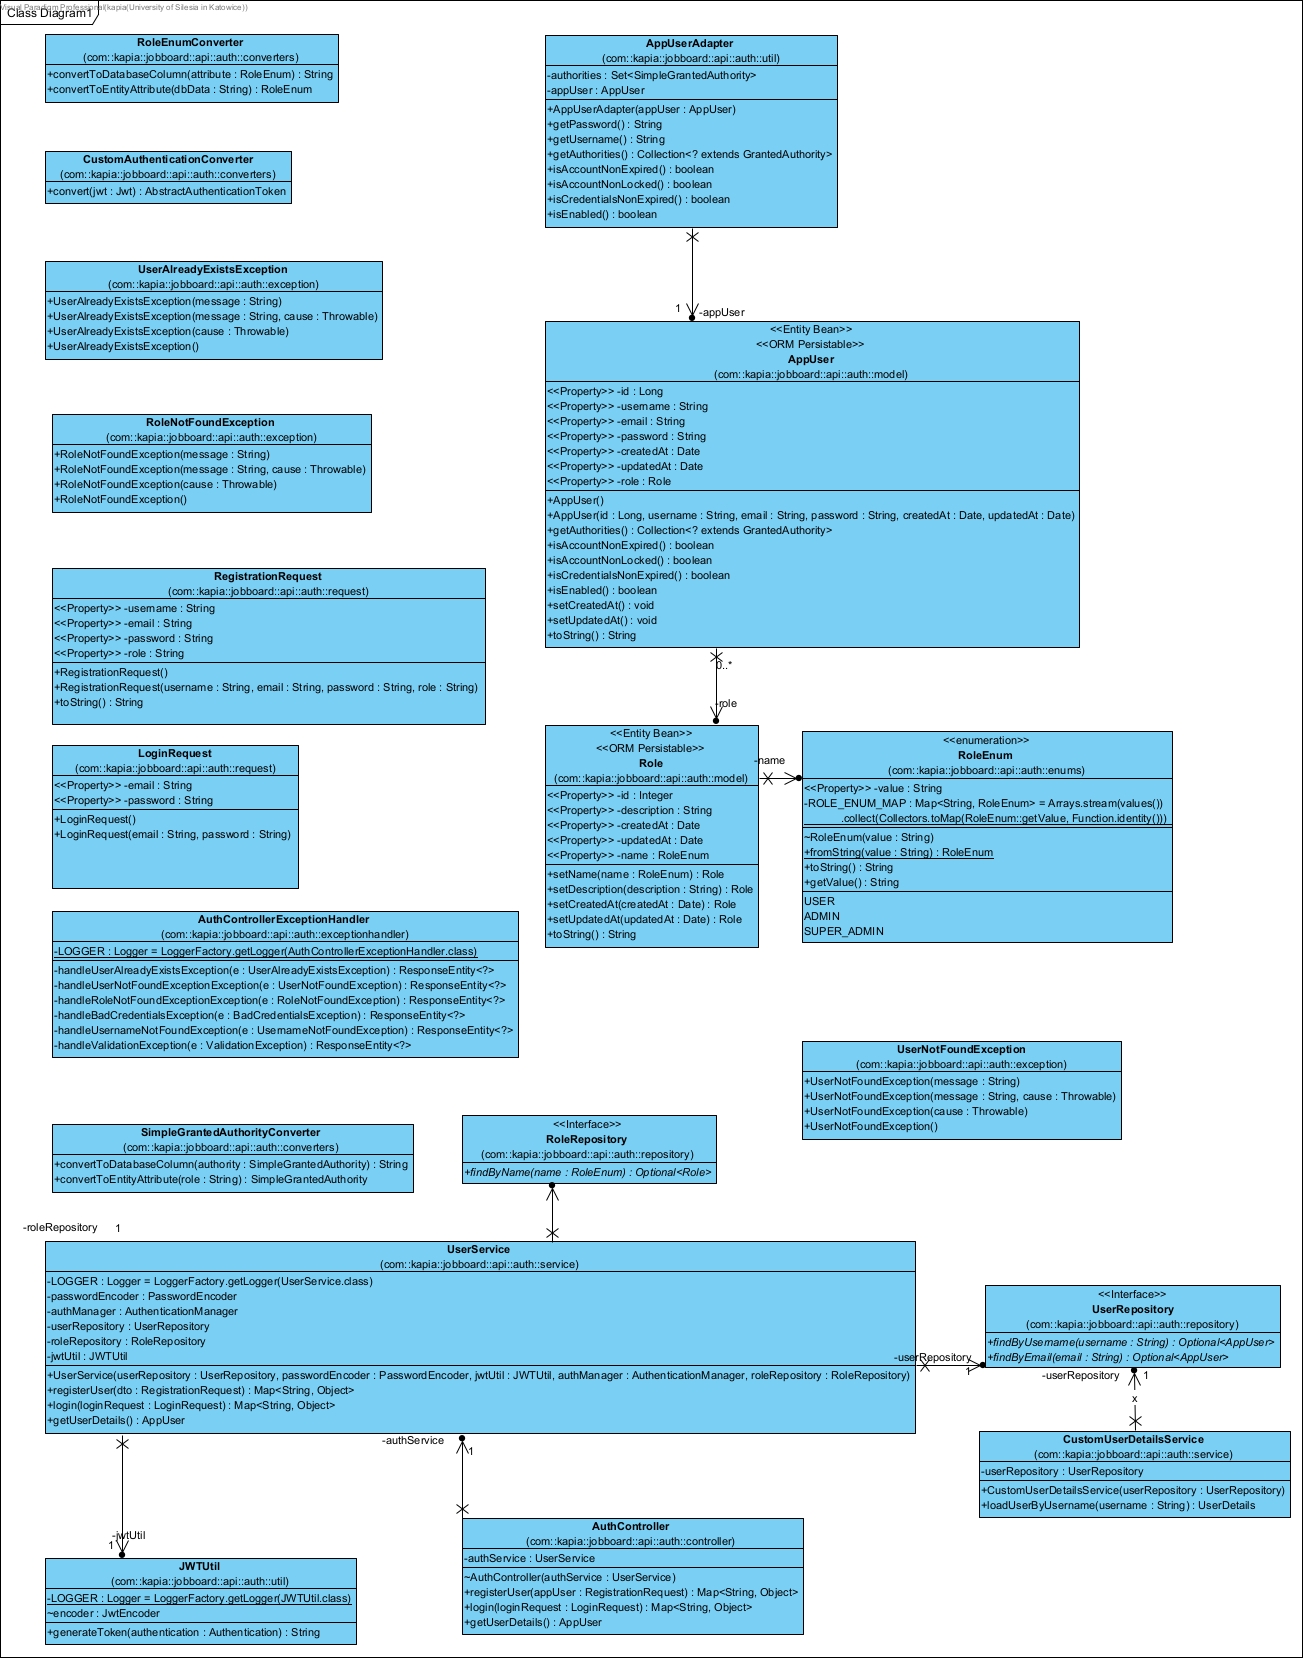 Visual Paradigm Professional(kapia(University of Silesia in Katowice))
Class Diagram1
RoleEnumConverter
(com::kapia::jobboard::api::auth::converters)
+convertToDatabaseColumn(attribute : RoleEnum) : String
+convertToEntityAttribute(dbData : String) : RoleEnum
AppUserAdapter
(com::kapia::jobboard::api::auth::util)
-authorities : Set<SimpleGrantedAuthority>
-appUser : AppUser
+AppUserAdapter(appUser : AppUser)
+getPassword() : String
+getUsername() : String
+getAuthorities() : Collection<? extends GrantedAuthority>
+isAccountNonExpired() : boolean
+isAccountNonLocked() : boolean
+isCredentialsNonExpired() : boolean
+isEnabled() : boolean
CustomAuthenticationConverter
(com::kapia::jobboard::api::auth::converters)
+convert(jwt : Jwt) : AbstractAuthenticationToken
UserAlreadyExistsException
(com::kapia::jobboard::api::auth::exception)
+UserAlreadyExistsException(message : String)
+UserAlreadyExistsException(message : String, cause : Throwable)
+UserAlreadyExistsException(cause : Throwable)
+UserAlreadyExistsException()
1
-appUser
<<Entity Bean>>
<<ORM Persistable>>
AppUser
(com::kapia::jobboard::api::auth::model)
<<Property>> -id : Long
<<Property>> -username : String
<<Property>> -email : String
<<Property>> -password : String
<<Property>> -createdAt : Date
<<Property>> -updatedAt : Date
<<Property>> -role : Role
+AppUser()
+AppUser(id : Long, username : String, email : String, password : String, createdAt : Date, updatedAt : Date)
+getAuthorities() : Collection<? extends GrantedAuthority>
+isAccountNonExpired() : boolean
+isAccountNonLocked() : boolean
+isCredentialsNonExpired() : boolean
+isEnabled() : boolean
+setCreatedAt() : void
+setUpdatedAt() : void
+toString() : String
RoleNotFoundException
(com::kapia::jobboard::api::auth::exception)
+RoleNotFoundException(message : String)
+RoleNotFoundException(message : String, cause : Throwable)
+RoleNotFoundException(cause : Throwable)
+RoleNotFoundException()
RegistrationRequest
(com::kapia::jobboard::api::auth::request)
<<Property>> -username : String
<<Property>> -email : String
<<Property>> -password : String
<<Property>> -role : String
+RegistrationRequest()
+RegistrationRequest(username : String, email : String, password : String, role : String)
+toString() : String
0..*
-role
LoginRequest
(com::kapia::jobboard::api::auth::request)
<<Property>> -email : String
<<Property>> -password : String
+LoginRequest()
+LoginRequest(email : String, password : String)
<<Entity Bean>>
<<ORM Persistable>>
Role
(com::kapia::jobboard::api::auth::model)
<<Property>> -id : Integer
<<Property>> -description : String
<<Property>> -createdAt : Date
<<Property>> -updatedAt : Date
<<Property>> -name : RoleEnum
+setName(name : RoleEnum) : Role
+setDescription(description : String) : Role
+setCreatedAt(createdAt : Date) : Role
+setUpdatedAt(updatedAt : Date) : Role
+toString() : String
-name
<<enumeration>>
RoleEnum
(com::kapia::jobboard::api::auth::enums)
<<Property>> -value : String
-ROLE_ENUM_MAP : Map<String, RoleEnum> = Arrays.stream(values())
.collect(Collectors.toMap(RoleEnum::getValue, Function.identity()))
~RoleEnum(value : String)
+fromString(value : String) : RoleEnum
+toString() : String
+getValue() : String
USER
ADMIN
SUPER_ADMIN
AuthControllerExceptionHandler
(com::kapia::jobboard::api::auth::exceptionhandler)
-LOGGER : Logger = LoggerFactory.getLogger(AuthControllerExceptionHandler.class)
-handleUserAlreadyExistsException(e : UserAlreadyExistsException) : ResponseEntity<?>
-handleUserNotFoundExceptionException(e : UserNotFoundException) : ResponseEntity<?>
-handleRoleNotFoundExceptionException(e : RoleNotFoundException) : ResponseEntity<?>
-handleBadCredentialsException(e : BadCredentialsException) : ResponseEntity<?>
-handleUsernameNotFoundException(e : UsernameNotFoundException) : ResponseEntity<?>
-handleValidationException(e : ValidationException) : ResponseEntity<?>
UserNotFoundException
(com::kapia::jobboard::api::auth::exception)
+UserNotFoundException(message : String)
+UserNotFoundException(message : String, cause : Throwable)
+UserNotFoundException(cause : Throwable)
+UserNotFoundException()
SimpleGrantedAuthorityConverter
(com::kapia::jobboard::api::auth::converters)
+convertToDatabaseColumn(authority : SimpleGrantedAuthority) : String
+convertToEntityAttribute(role : String) : SimpleGrantedAuthority
<<Interface>>
RoleRepository
(com::kapia::jobboard::api::auth::repository)
+findByName(name : RoleEnum) : Optional<Role>
-roleRepository
1
UserService
(com::kapia::jobboard::api::auth::service)
-LOGGER : Logger = LoggerFactory.getLogger(UserService.class)
-passwordEncoder : PasswordEncoder
-authManager : AuthenticationManager
-userRepository : UserRepository
-roleRepository : RoleRepository
-jwtUtil : JWTUtil
+UserService(userRepository : UserRepository, passwordEncoder : PasswordEncoder, jwtUtil : JWTUtil, authManager : AuthenticationManager, roleRepository : RoleRepository)
+registerUser(dto : RegistrationRequest) : Map<String, Object>
+login(loginRequest : LoginRequest) : Map<String, Object>
+getUserDetails() : AppUser
-userRepository
1
<<Interface>>
UserRepository
(com::kapia::jobboard::api::auth::repository)
+findByUsername(username : String) : Optional<AppUser>
+findByEmail(email : String) : Optional<AppUser>
-userRepository
1
x
CustomUserDetailsService
(com::kapia::jobboard::api::auth::service)
-userRepository : UserRepository
+CustomUserDetailsService(userRepository : UserRepository)
+loadUserByUsername(username : String) : UserDetails
-authService
1
-jwtUtil
1
AuthController
(com::kapia::jobboard::api::auth::controller)
-authService : UserService
~AuthController(authService : UserService)
+registerUser(appUser : RegistrationRequest) : Map<String, Object>
+login(loginRequest : LoginRequest) : Map<String, Object>
+getUserDetails() : AppUser
JWTUtil
(com::kapia::jobboard::api::auth::util)
-LOGGER : Logger = LoggerFactory.getLogger(JWTUtil.class)
~encoder : JwtEncoder
+generateToken(authentication : Authentication) : String